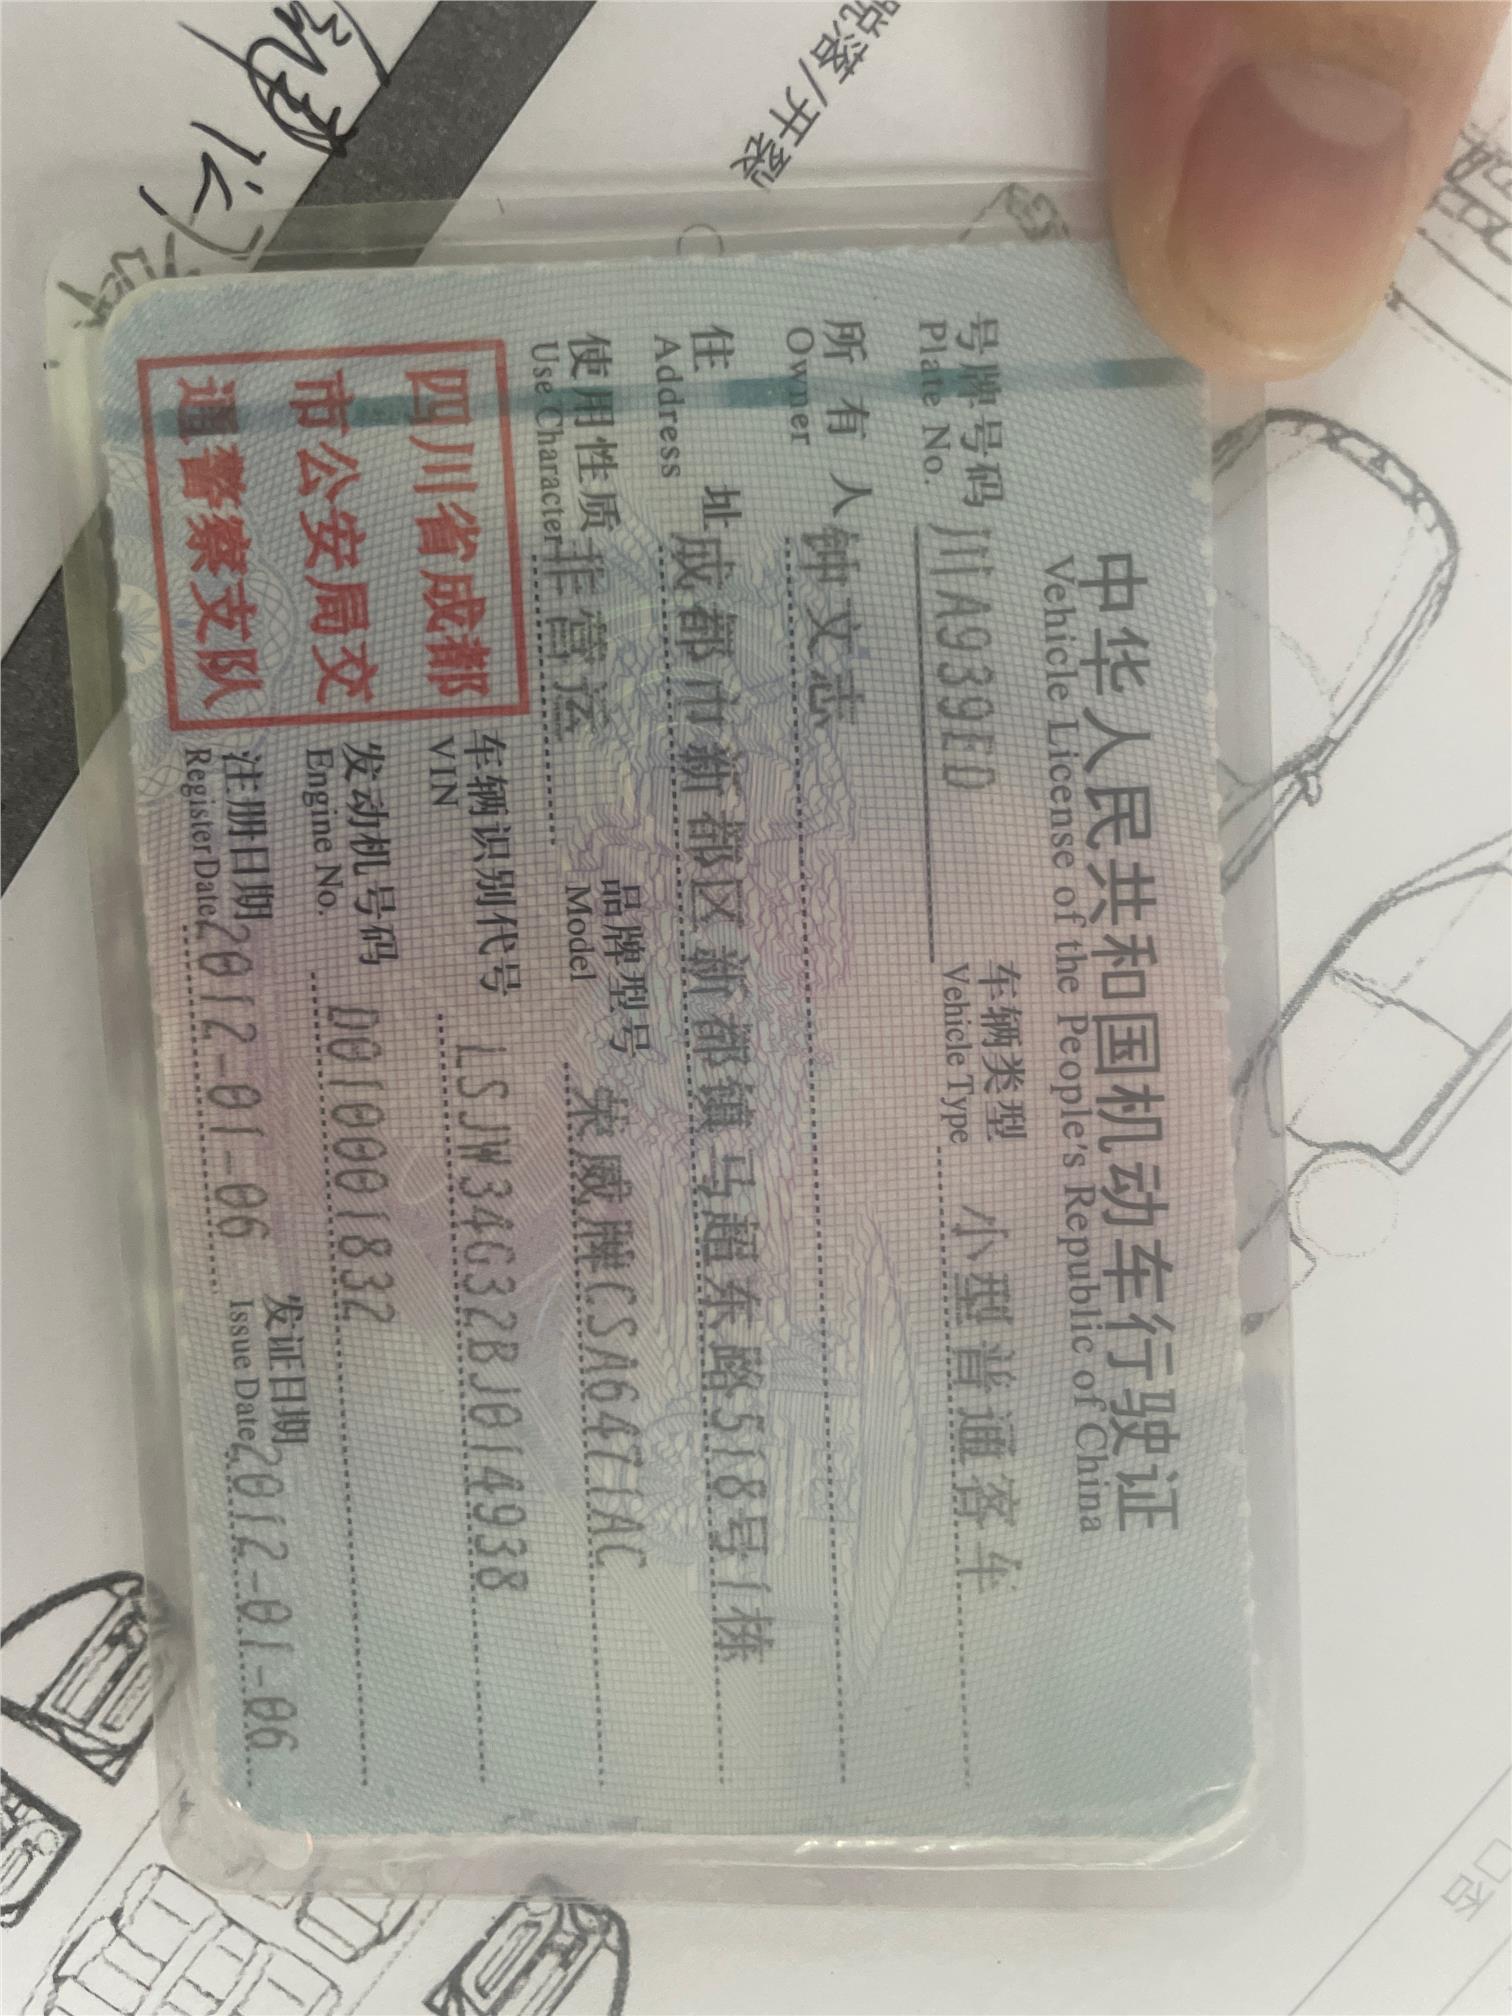 中华人民共和国机动车行驶证
Vehicle License of the People's Republic of China
号牌号码 川A939ED 车辆类型 小型普通客车
Plate No. Vehicle Type
所有人 钟文志
Owner
住址 成都市新都区新都镇马超东路518号1栋
Address
使用性质 非营运 品牌型号 荣威牌CSA6471AC
Use Character Model
四川省成都
市公安局交
通警察支队
车辆识别代号 LSJW34G32BJ014938
VIN
发动机号码 D010001832
Engine No.
注册日期 2012-01-06 发证日期 2012-01-06
Register Date Issue Date
脱落/开裂